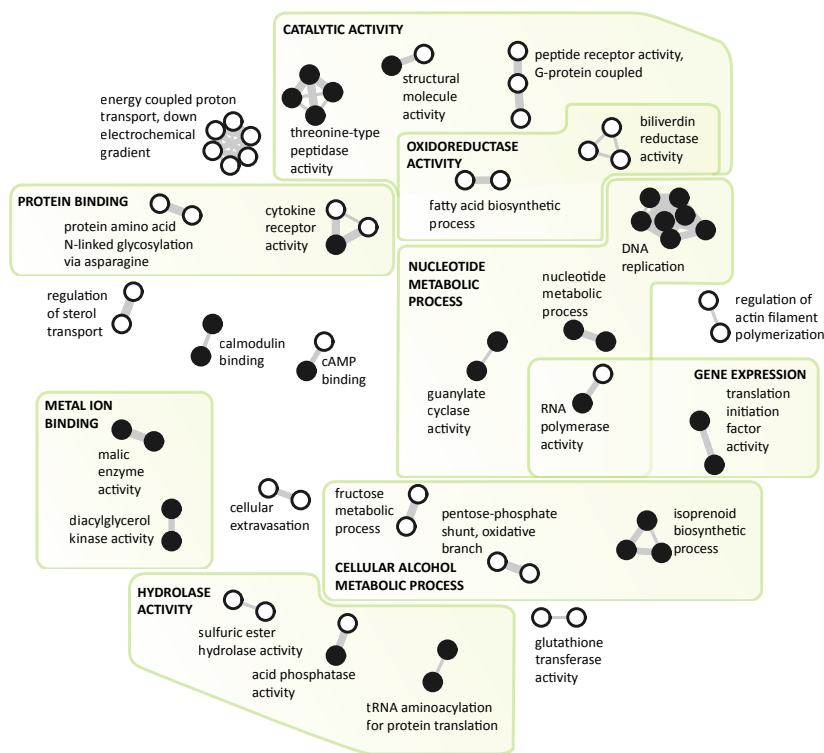 CATALYTIC ACTIVITY
peptide receptor activity,
G-protein coupled
structural
molecule
activity
energy coupled proton
transport, down
electrochemical
gradient
threonine-type
peptidase
activity
biliverdin
reductase
activity
OXIDOREDUCTASE
ACTIVITY
fatty acid biosynthetic
process
PROTEIN BINDING
protein amino acid
N-linked glycosylation
via asparagine
cytokine
receptor
activity
DNA
replication
NUCLEOTIDE
METABOLIC
PROCESS
nucleotide
metabolic
process
regulation
of sterol
transport
calmodulin
binding
cAMP
binding
regulation of
actin filament
polymerization
guanylate
cyclase
activity
RNA
polymerase
activity
GENE EXPRESSION
translation
initiation
factor
activity
METAL ION
BINDING
malic
enzyme
activity
diacylglycerol
kinase activity
cellular
extravasation
fructose
metabolic
process
pentose-phosphate
shunt, oxidative
branch
isoprenoid
biosynthetic
process
CELLULAR ALCOHOL
METABOLIC PROCESS
HYDROLASE
ACTIVITY
sulfuric ester
hydrolase activity
acid phosphatase
activity
tRNA aminoacylation
for protein translation
glutathione
transferase
activity